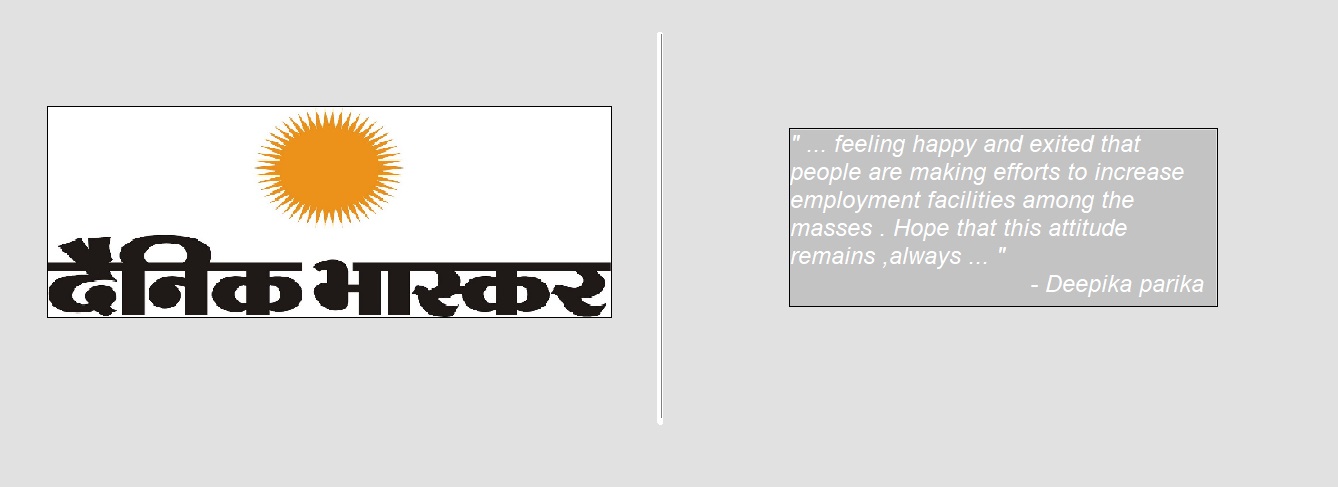 दैनिक भास्कर
" ... feeling happy and exited that
people are making efforts to increase
employment facilities among the
masses . Hope that this attitude
remains ,always ... "
- Deepika parika